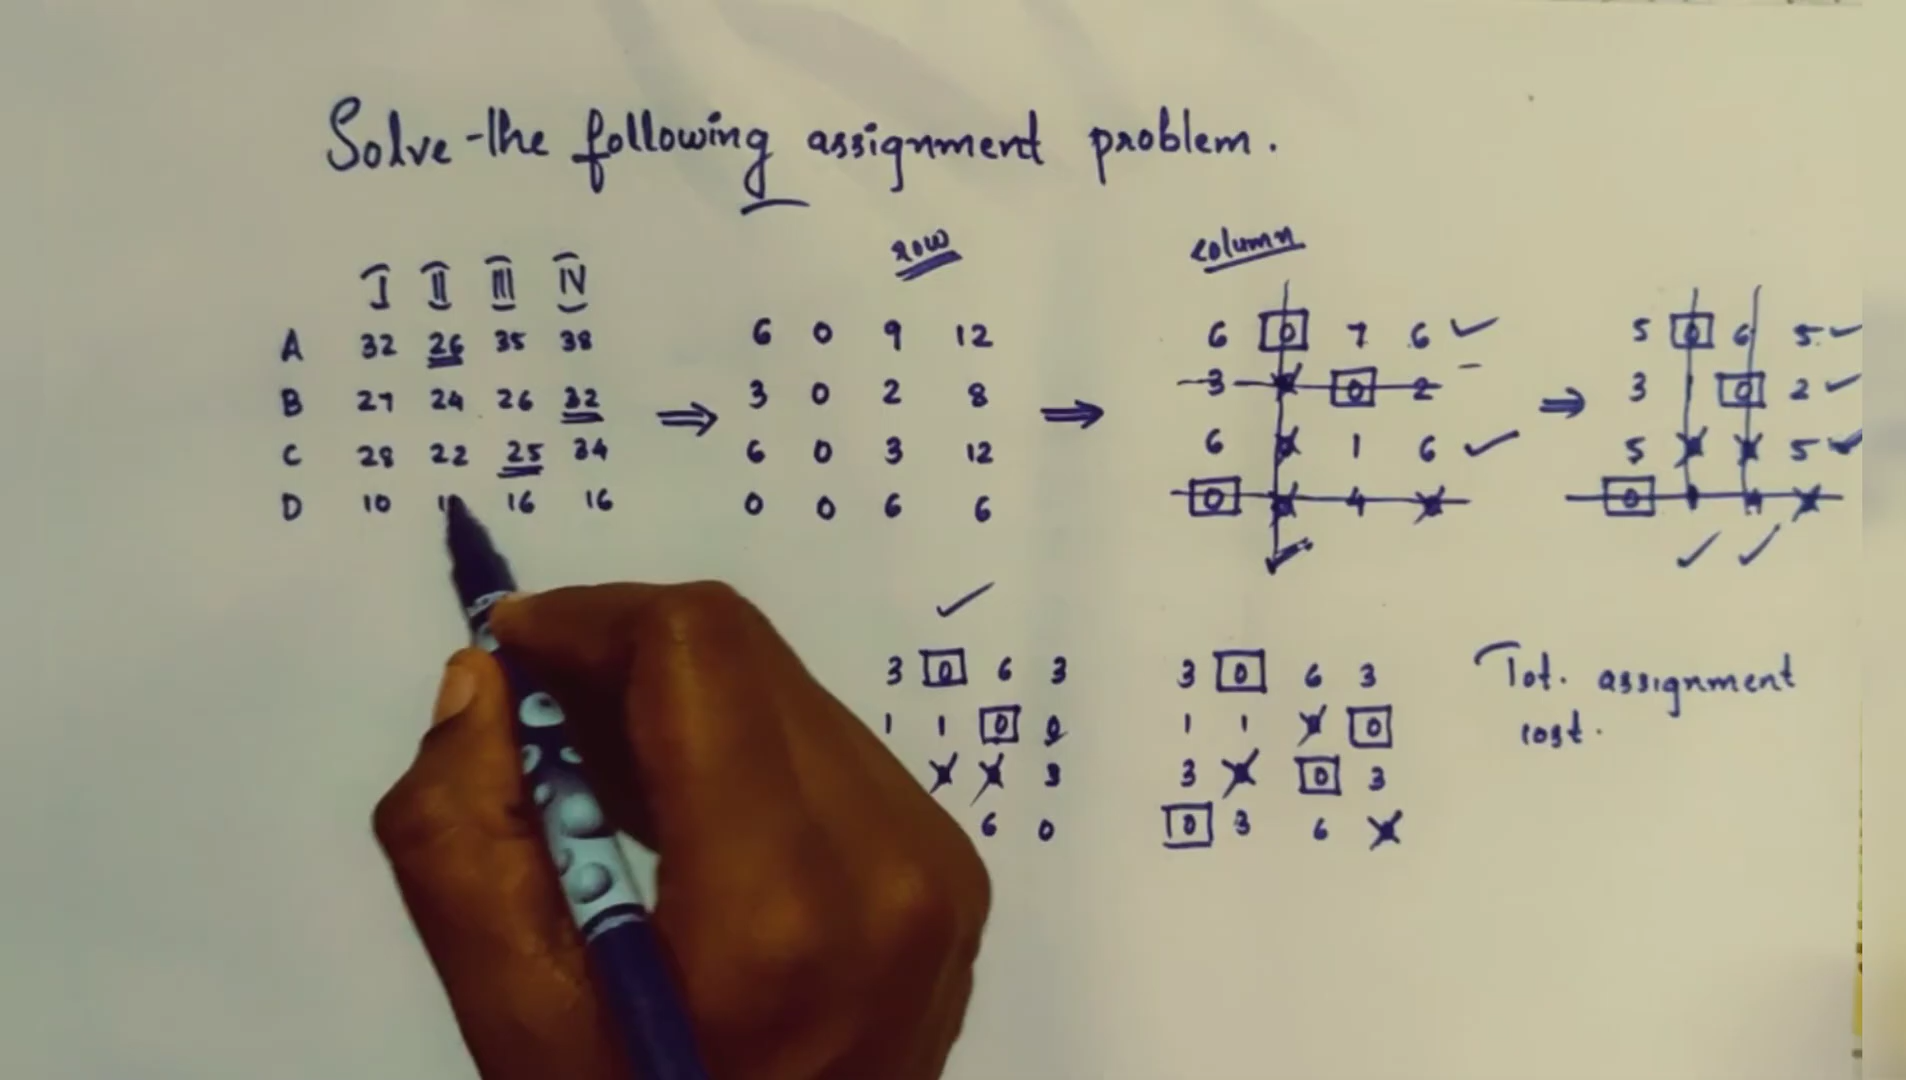 Solve the following assignment problem.
row column
I II III IV
A 32 26 35 38
B 27 24 26 32
C 28 22 25 34
D 10 16 16
6 0 9 12
3 0 2 8
6 0 3 12
0 0 6 6
6 0 7 6
3 0 2
6 1 6
0 4
5 0 6 5
3 1 0 2
5 5
0
3 0 6 3
1 1 0 0
3
6 0
3 0 6 3
1 1 0
3 0 3
0 3 6
Tot. assignment
cost.